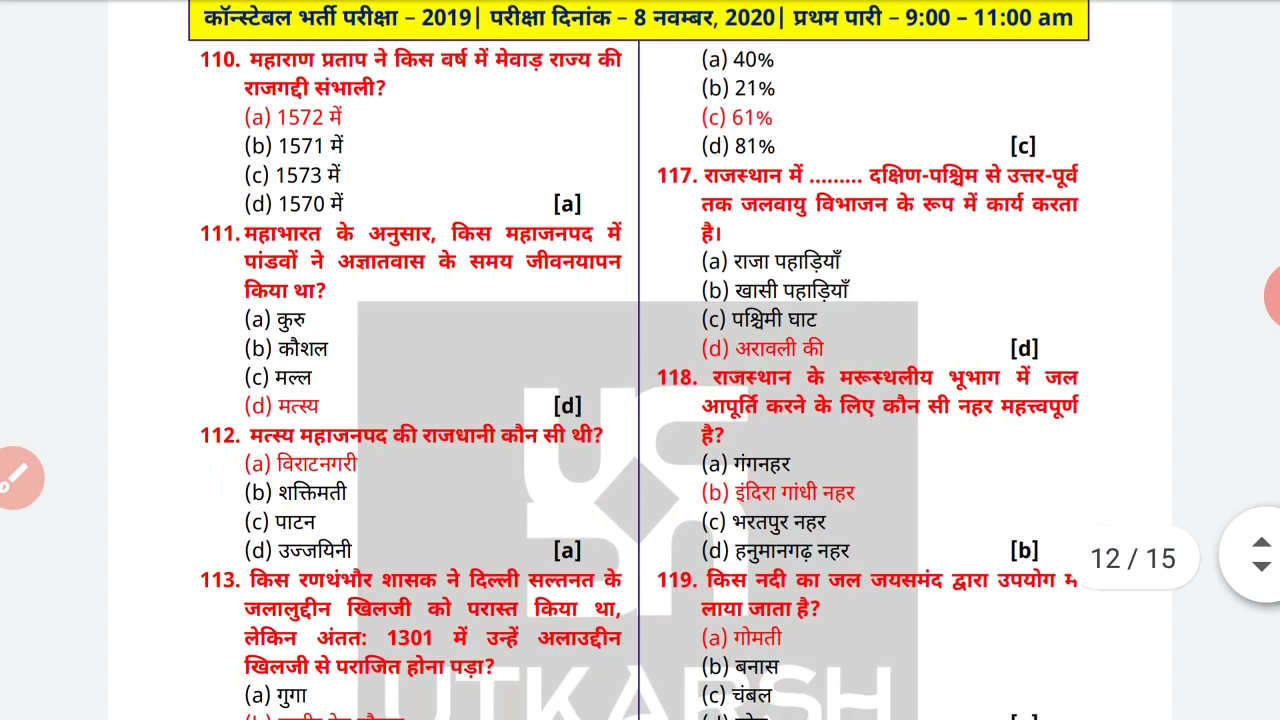 कॉन्स्टेबल भर्ती परीक्षा – 2019| परीक्षा दिनांक – 8 नवम्बर, 2020| प्रथम पारी – 9:00 – 11:00 am
110. महाराण प्रताप ने किस वर्ष में मेवाड़ राज्य की
राजगद्दी संभाली?
(a) 1572 में
(b) 1571 में
(c) 1573 में
(d) 1570 में [a]
111. महाभारत के अनुसार, किस महाजनपद में
पांडवों ने अज्ञातवास के समय जीवनयापन
किया था?
(a) कुरु
(b) कौशल
(c) मल्ल
(d) मत्स्य [d]
112. मत्स्य महाजनपद की राजधानी कौन सी थी?
(a) विराटनगरी
(b) शक्तिमती
(c) पाटन
(d) उज्जयिनी [a]
113. किस रणथंभौर शासक ने दिल्ली सल्तनत के
जलालुद्दीन खिलजी को परास्त किया था,
लेकिन अंतत: 1301 में उन्हें अलाउद्दीन
खिलजी से पराजित होना पड़ा?
(a) गुगा
(a) 40%
(b) 21%
(c) 61%
(d) 81% [c]
117. राजस्थान में ......... दक्षिण-पश्चिम से उत्तर-पूर्व
तक जलवायु विभाजन के रूप में कार्य करता
है।
(a) राजा पहाड़ियाँ
(b) खासी पहाड़ियाँ
(c) पश्चिमी घाट
(d) अरावली की [d]
118. राजस्थान के मरूस्थलीय भूभाग में जल
आपूर्ति करने के लिए कौन सी नहर महत्त्वपूर्ण
है?
(a) गंगनहर
(b) इंदिरा गांधी नहर
(c) भरतपुर नहर
(d) हनुमानगढ़ नहर [b]
119. किस नदी का जल जयसमंद द्वारा उपयोग में
लाया जाता है?
(a) गोमती
(b) बनास
(c) चंबल
UTKARSH
12 / 15